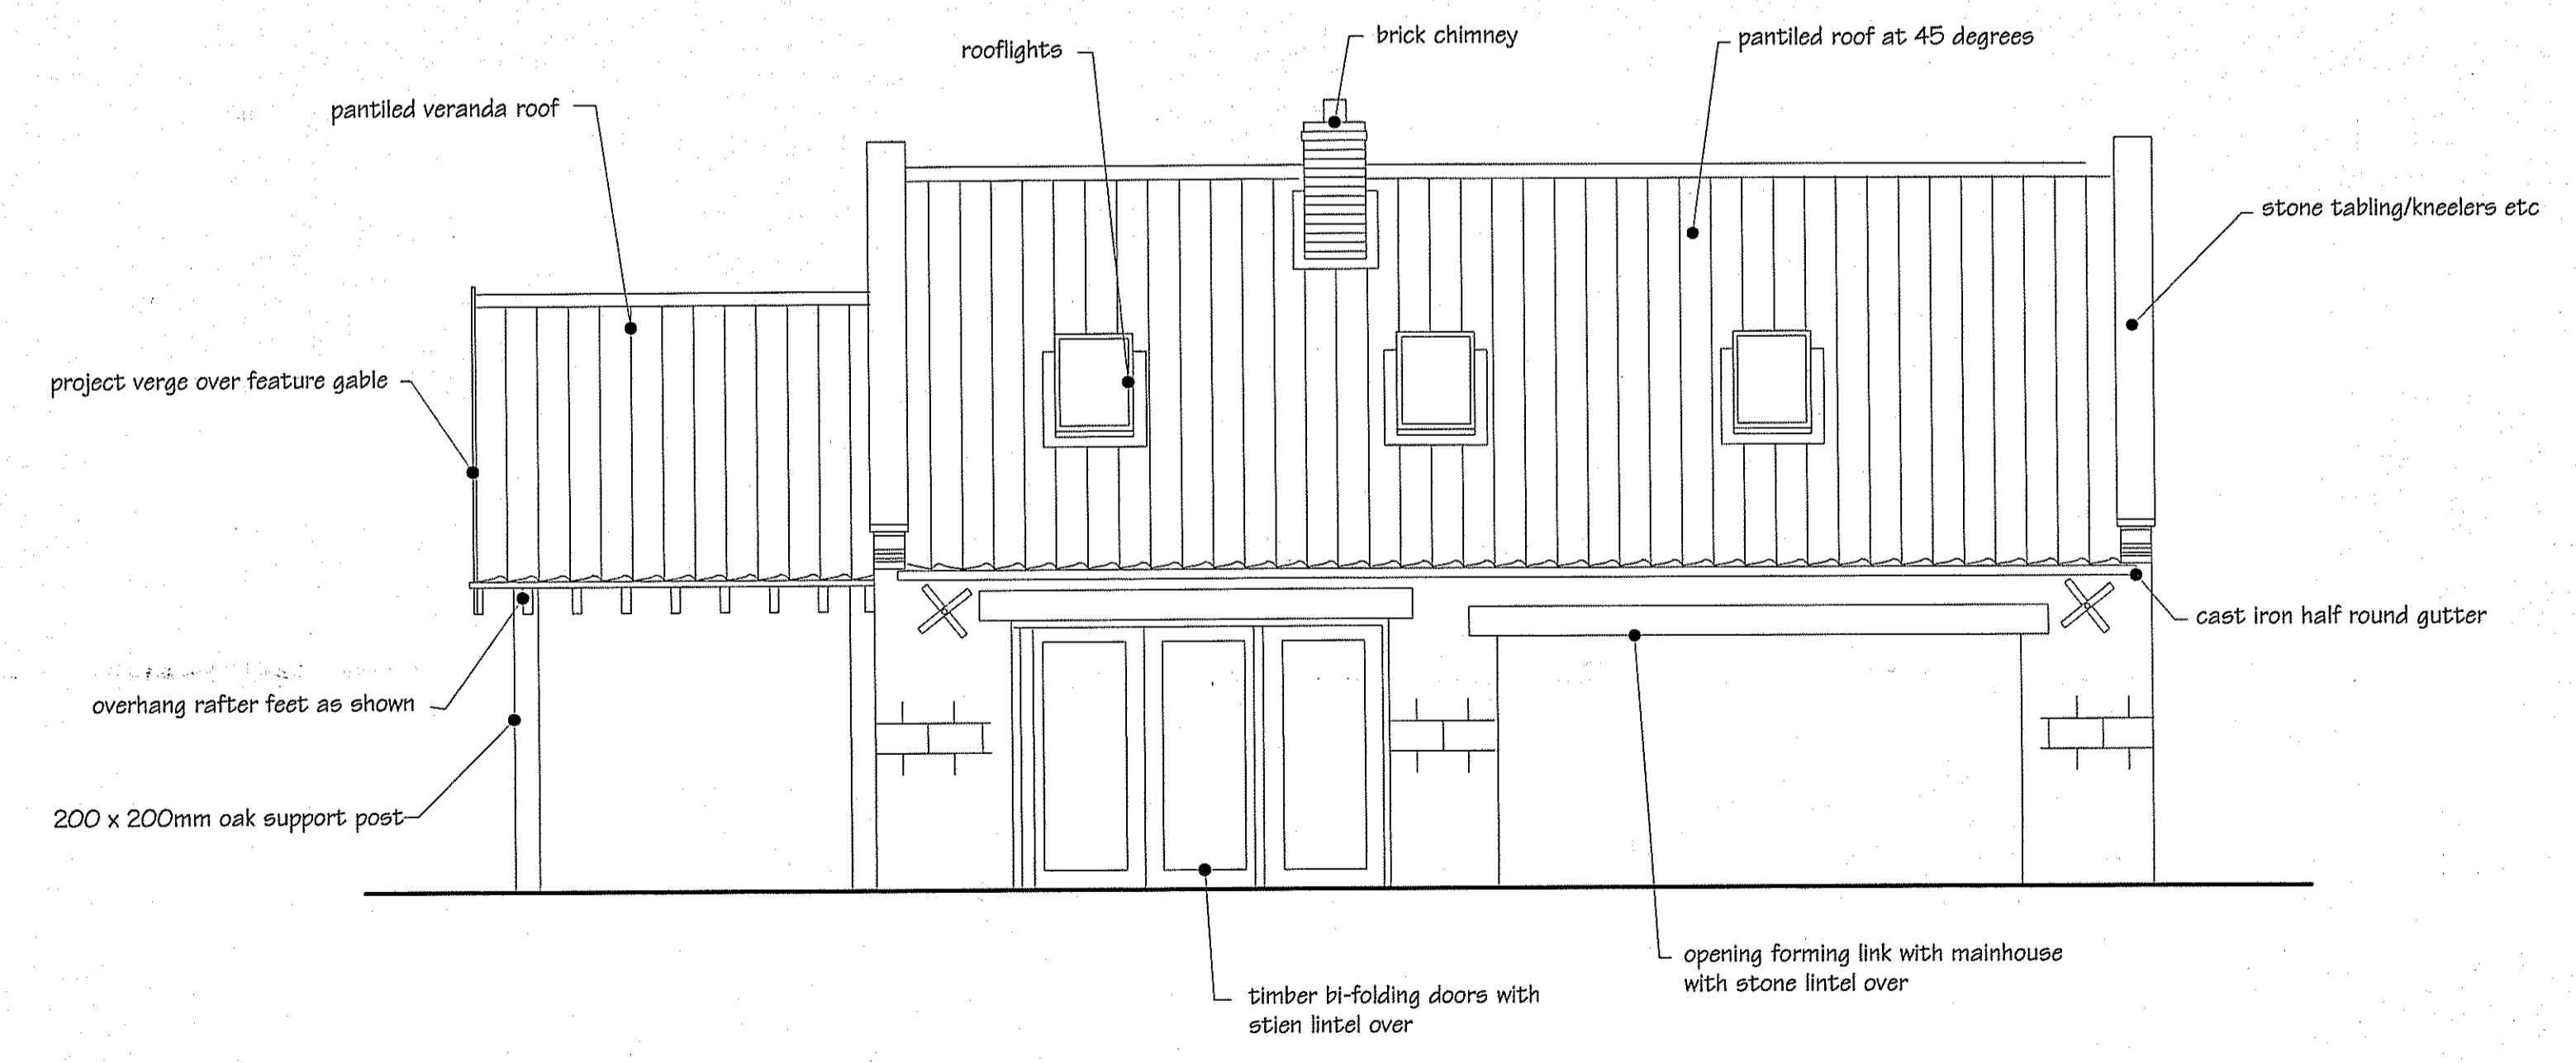 rooflights
brick chimney
pantiled roof at 45 degrees
pantiled veranda roof
stone tabling/kneelers etc
project verge over feature gable
cast iron half round gutter
overhang rafter feet as shown
200 x 200mm oak support post
opening forming link with mainhouse
with stone lintel over
timber bi-folding doors with
stien lintel over